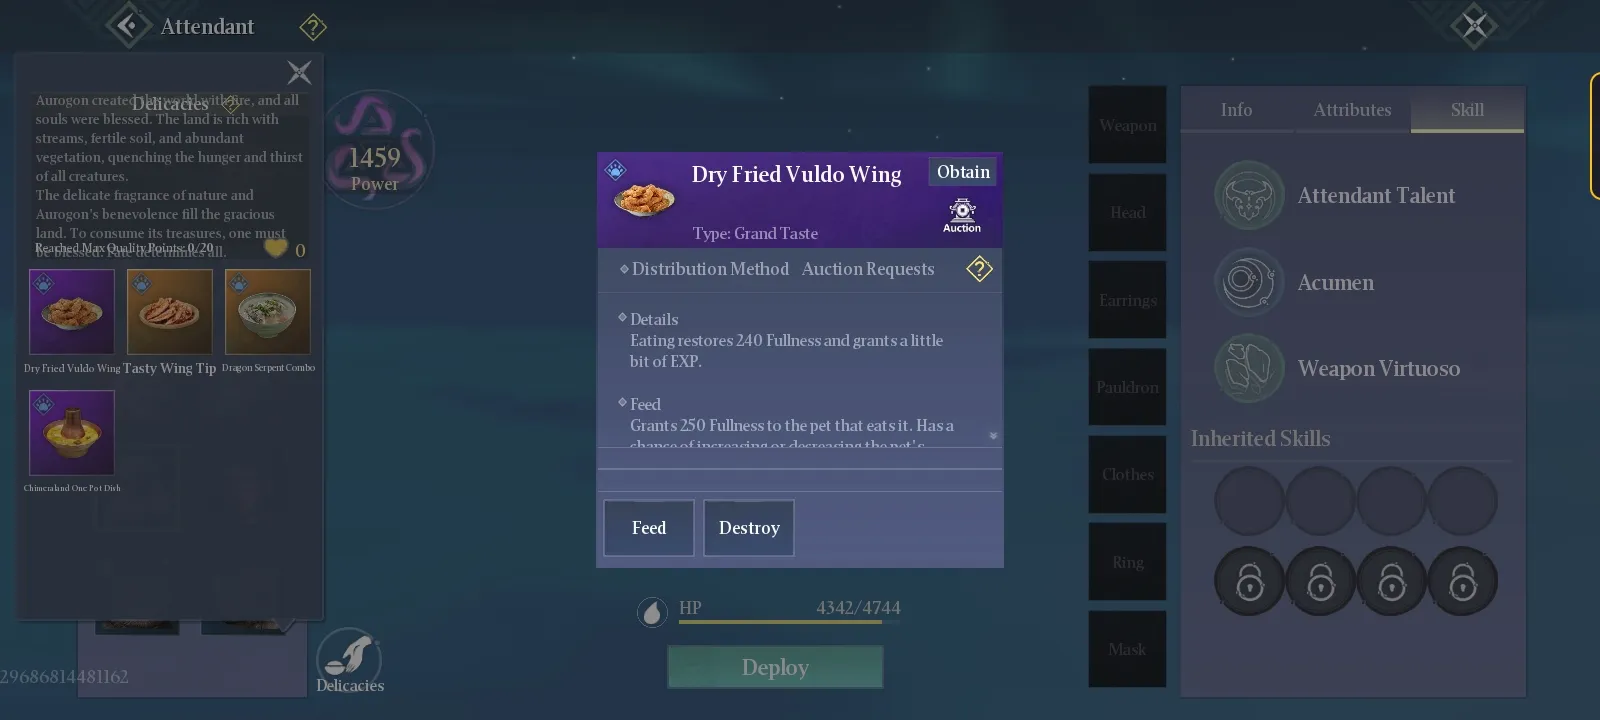 Attendant
Delicacies
Aurogon created the world with fire, and all
souls were blessed. The land is rich with
streams, fertile soil, and abundant
vegetation, quenching the hunger and thirst
of all creatures.
The delicate fragrance of nature and
Aurogon's benevolence fill the gracious
land. To consume its treasures, one must
be blessed. Fate determines all.
Reached Max Quality Points: 0/20
0
Dry Fried Vuldo Wing
Tasty Wing Tip
Dragon Serpent Combo
Chimeraland One Pot Dish
29686814481162
Delicacies
1459
Power
Dry Fried Vuldo Wing
Obtain
Auction
Type: Grand Taste
Distribution Method Auction Requests
Details
Eating restores 240 Fullness and grants a little
bit of EXP.
Feed
Grants 250 Fullness to the pet that eats it. Has a
chance of increasing or decreasing the pet's
Feed
Destroy
HP
4342/4744
Deploy
Weapon
Head
Earrings
Pauldron
Clothes
Ring
Mask
Info
Attributes
Skill
Attendant Talent
Acumen
Weapon Virtuoso
Inherited Skills